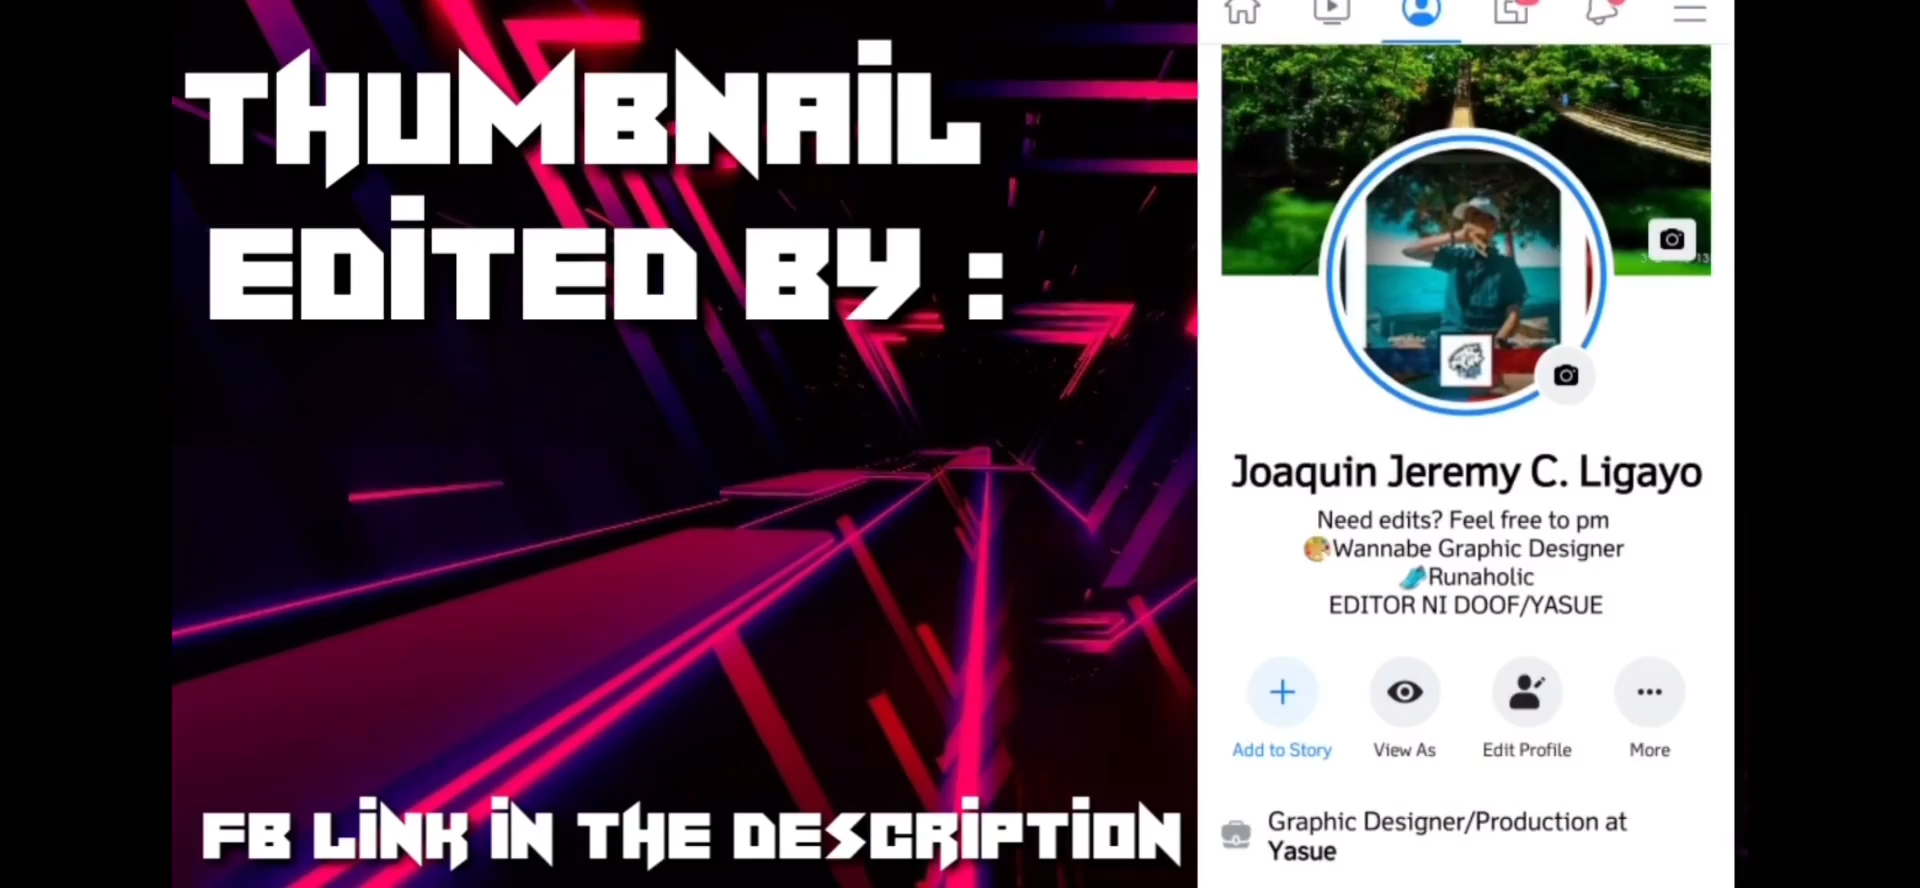 THUMBNAIL
EDITED BY :
FB LINK IN THE DESCRIPTION
Joaquin Jeremy C. Ligayo
Need edits? Feel free to pm
🎨Wannabe Graphic Designer
Runaholic
EDITOR NI DOOF/YASUE
Add to Story
View As
Edit Profile
More
Graphic Designer/Production at
Yasue